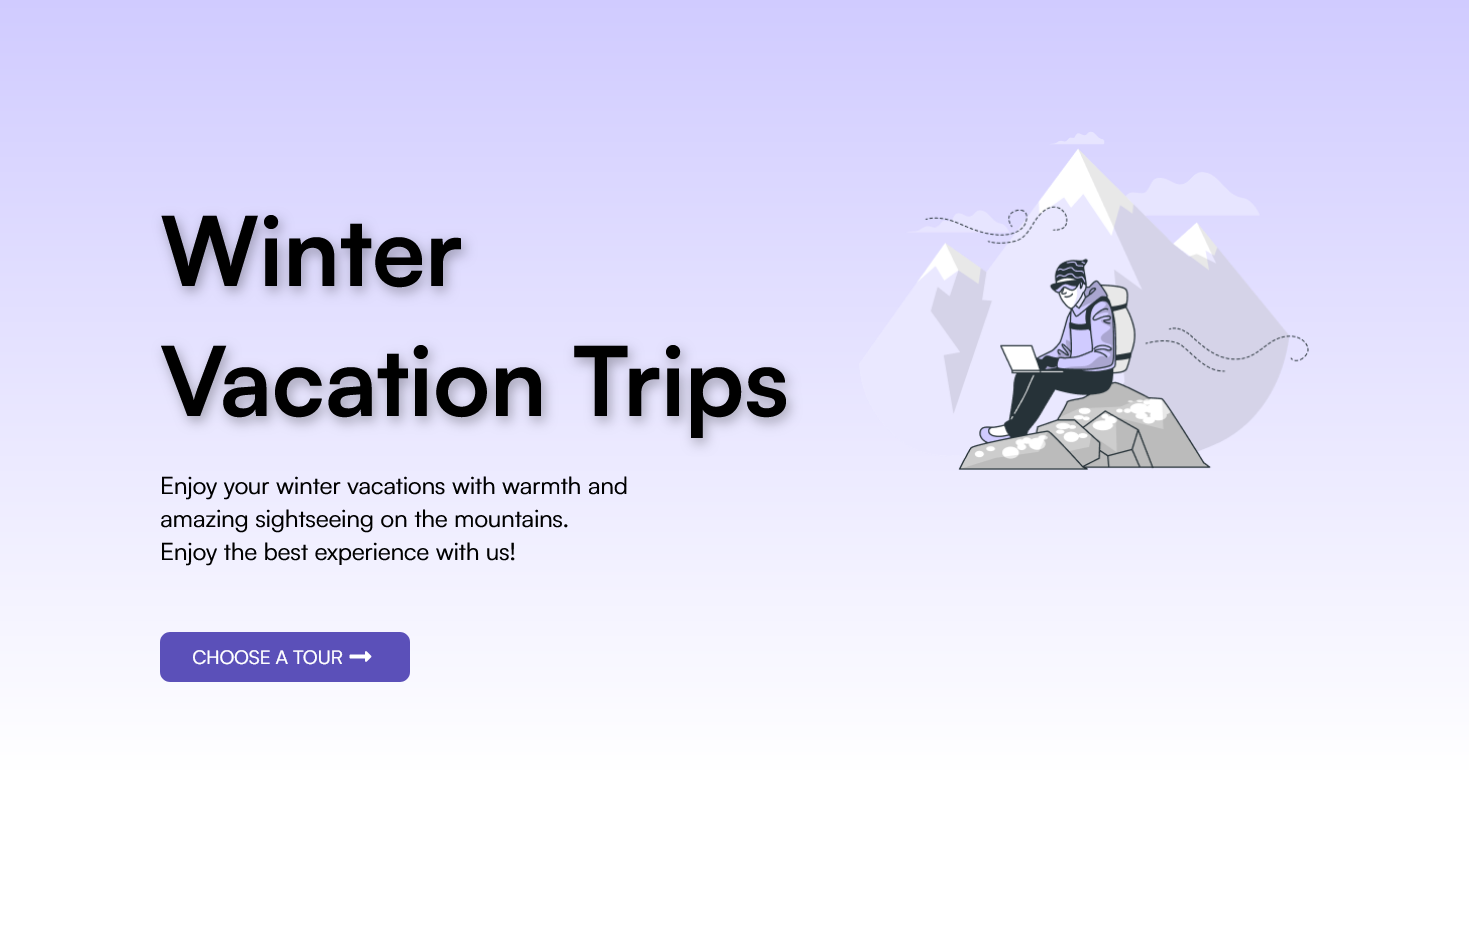 Winter
Vacation Trips
Enjoy your winter vacations with warmth and
amazing sightseeing on the mountains.
Enjoy the best experience with us!
CHOOSE A TOUR